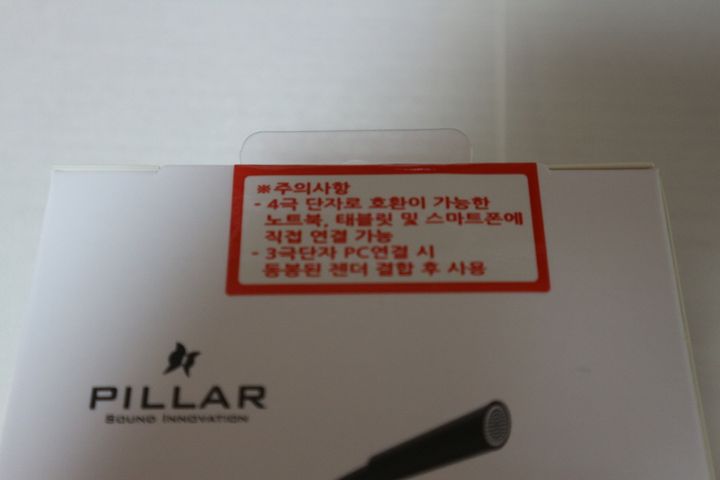 ※주의사항
- 4극 단자로 호환이 가능한
노트북, 태블릿 및 스마트폰에
직접 연결 가능
- 3극단자 PC연결 시
동봉된 젠더 결합 후 사용
PILLAR
SOUND INNOVATION